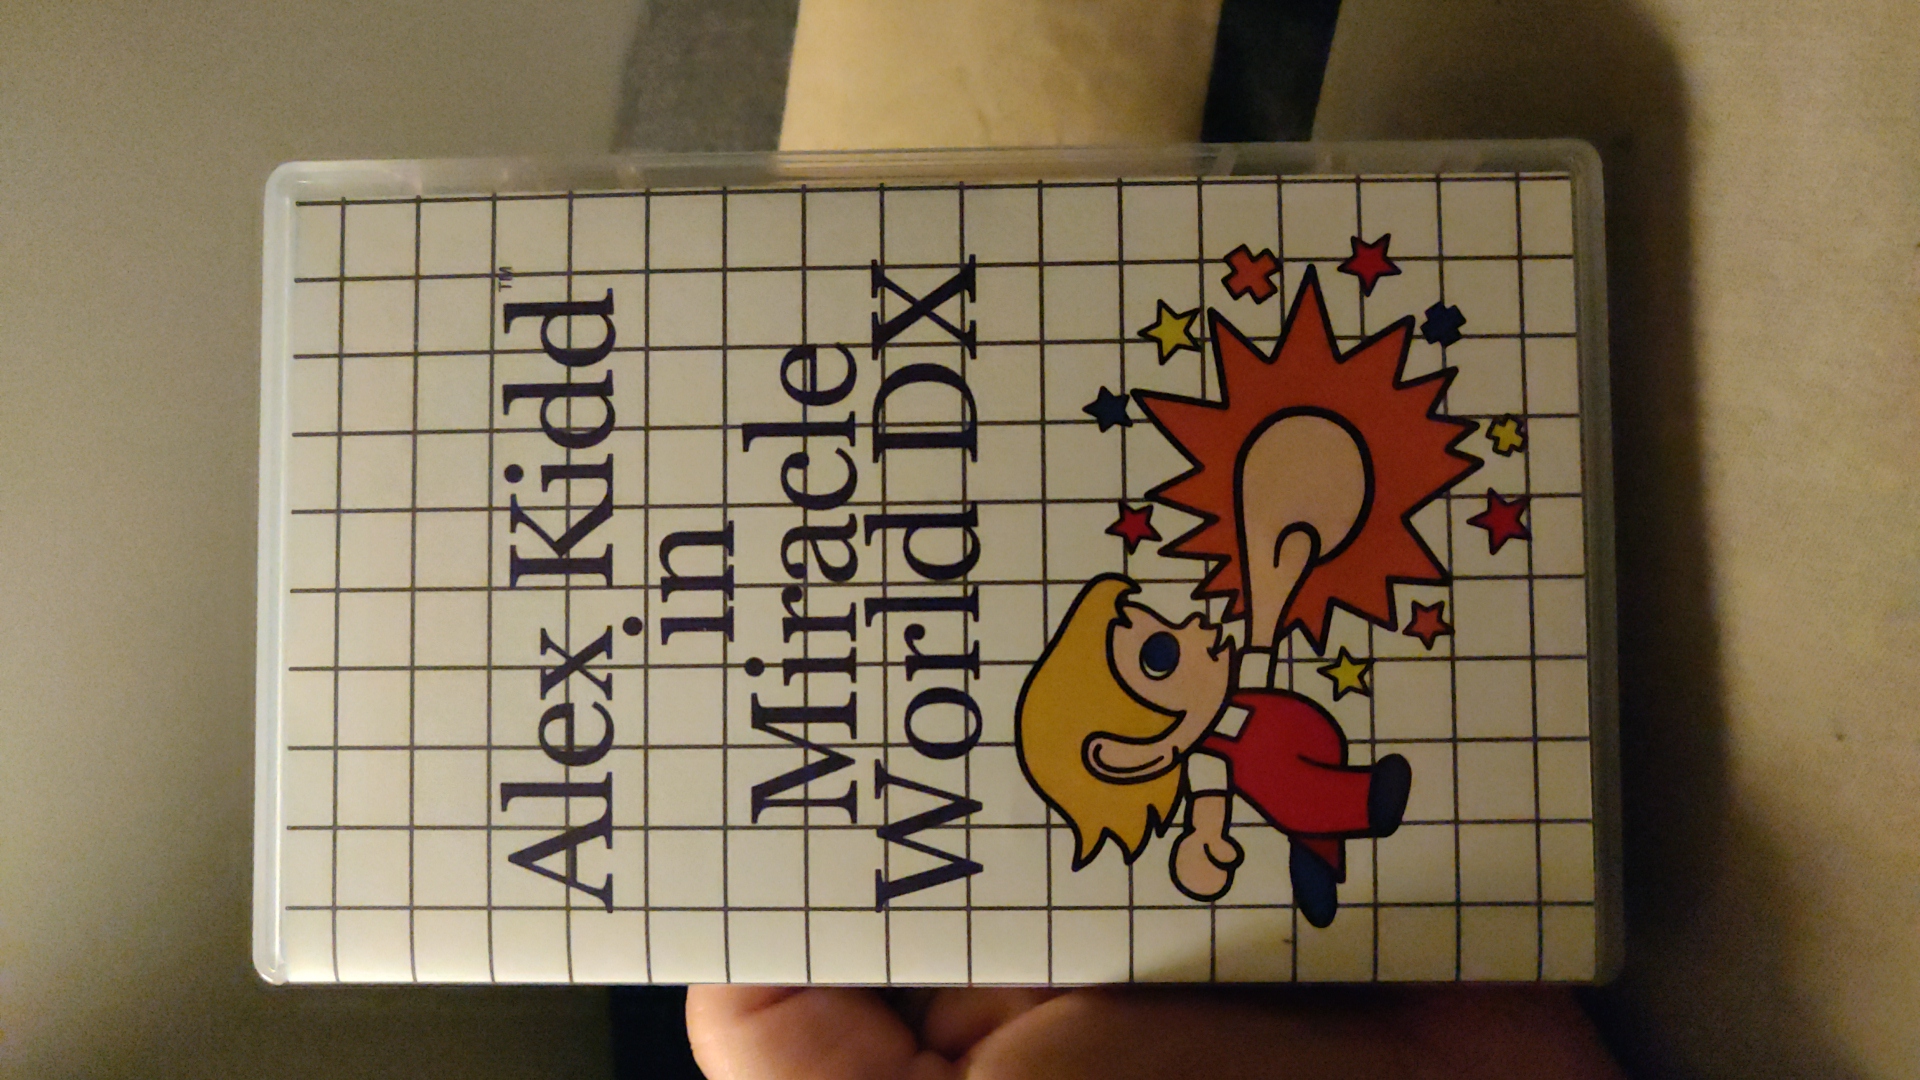 Alex Kidd™
in
Miracle
World DX